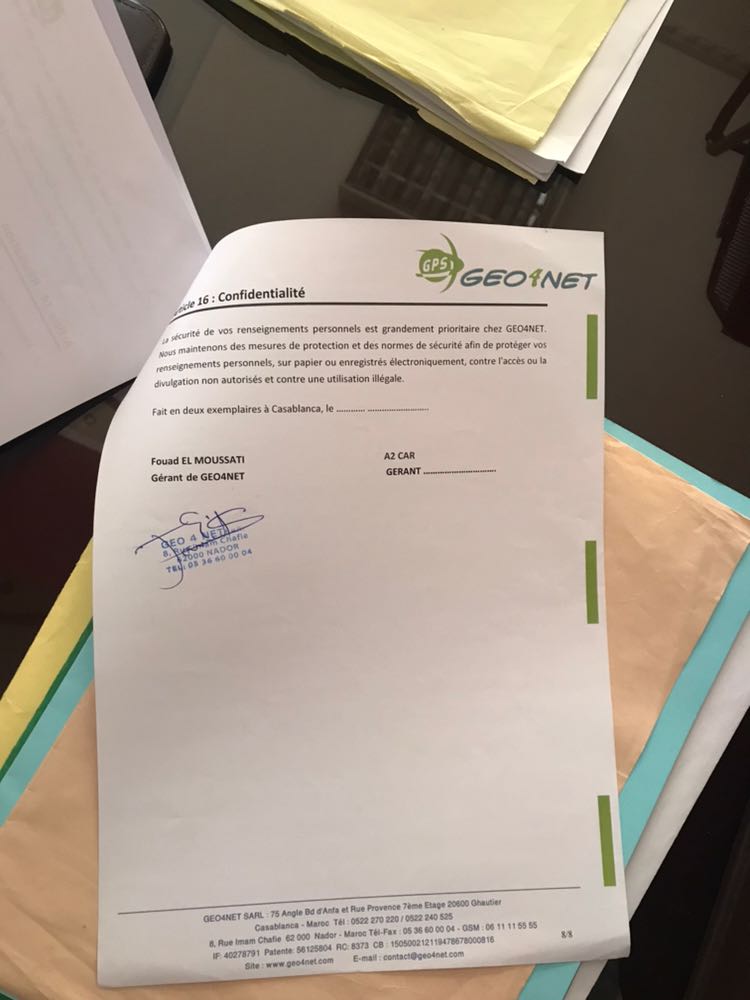 GPS GEO4NET
Article 16 : Confidentialité
La sécurité de vos renseignements personnels est grandement prioritaire chez GEO4NET.
Nous maintenons des mesures de protection et des normes de sécurité afin de protéger vos
renseignements personnels, sur papier ou enregistrés électroniquement, contre l'accès ou la
divulgation non autorisés et contre une utilisation illégale.
Fait en deux exemplaires à Casablanca, le ............ .........................
Fouad EL MOUSSATI
Gérant de GEO4NET
A2 CAR
GERANT ..............................
GEO 4 NET
8, Rue Imam Chafie
62000 NADOR
TEL: 05 36 60 00 04
GEO4NET SARL : 75 Angle Bd d'Anfa et Rue Provence 7ème Etage 20600 Ghautier
Casablanca - Maroc Tél : 0522 270 220 / 0522 240 525
8, Rue Imam Chafie 62 000 Nador - Maroc Tél-Fax : 05 36 60 00 04 - GSM : 06 11 11 55 55
IF: 40278791 Patente: 56125804 RC: 8373 CB : 150500212119478678000816
Site : www.geo4net.com E-mail : contact@geo4net.com
8/8